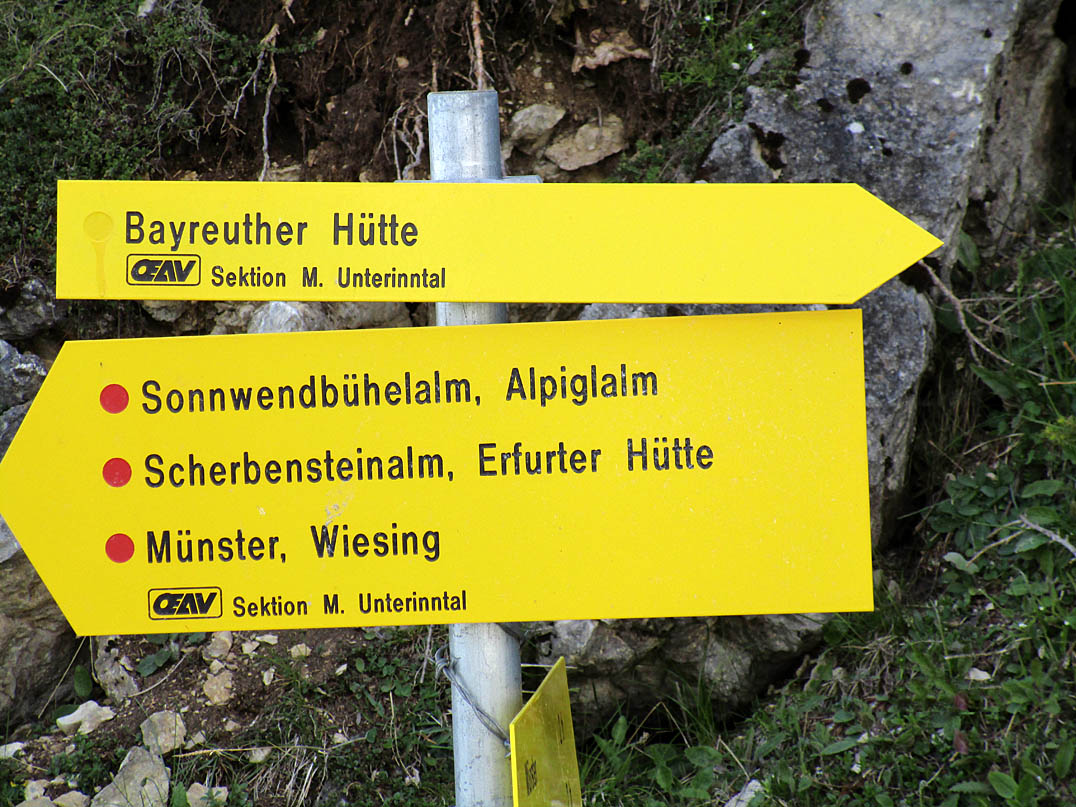 Bayreuther Hütte
OEAV Sektion M. Unterinntal
Sonnwendbühelalm, Alpiglalm
Scherbensteinalm, Erfurter Hütte
Münster, Wiesing
OEAV Sektion M. Unterinntal